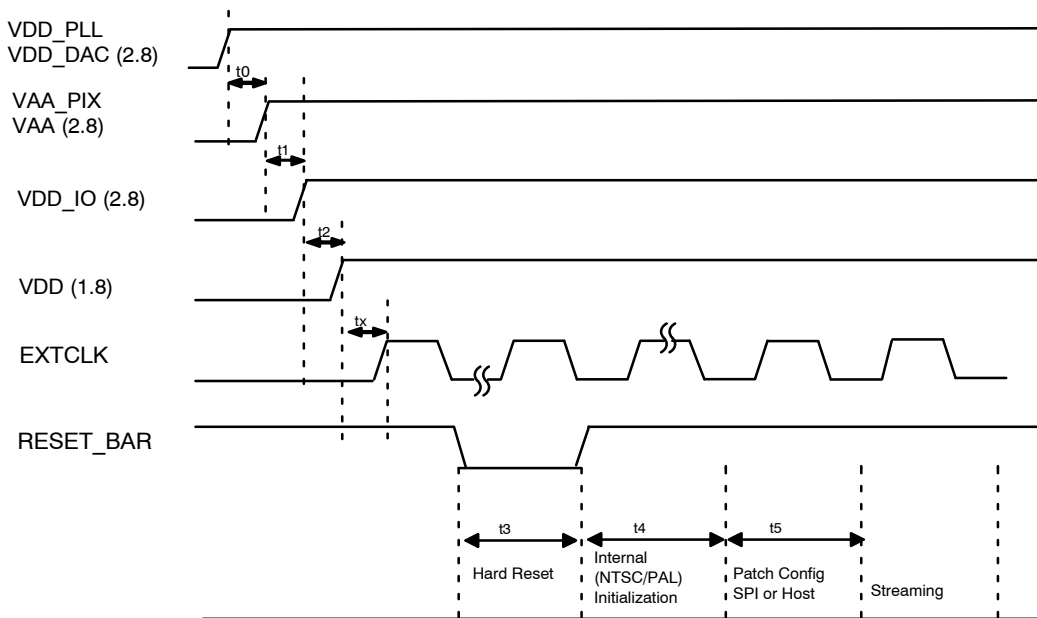 VDD_PLL
VDD_DAC (2.8)
t0
VAA_PIX
VAA (2.8)
t1
VDD_IO (2.8)
t2
VDD (1.8)
tx
EXTCLK
RESET_BAR
t3
t4
t5
Hard Reset
Internal
(NTSC/PAL)
Initialization
Patch Config
SPI or Host
Streaming